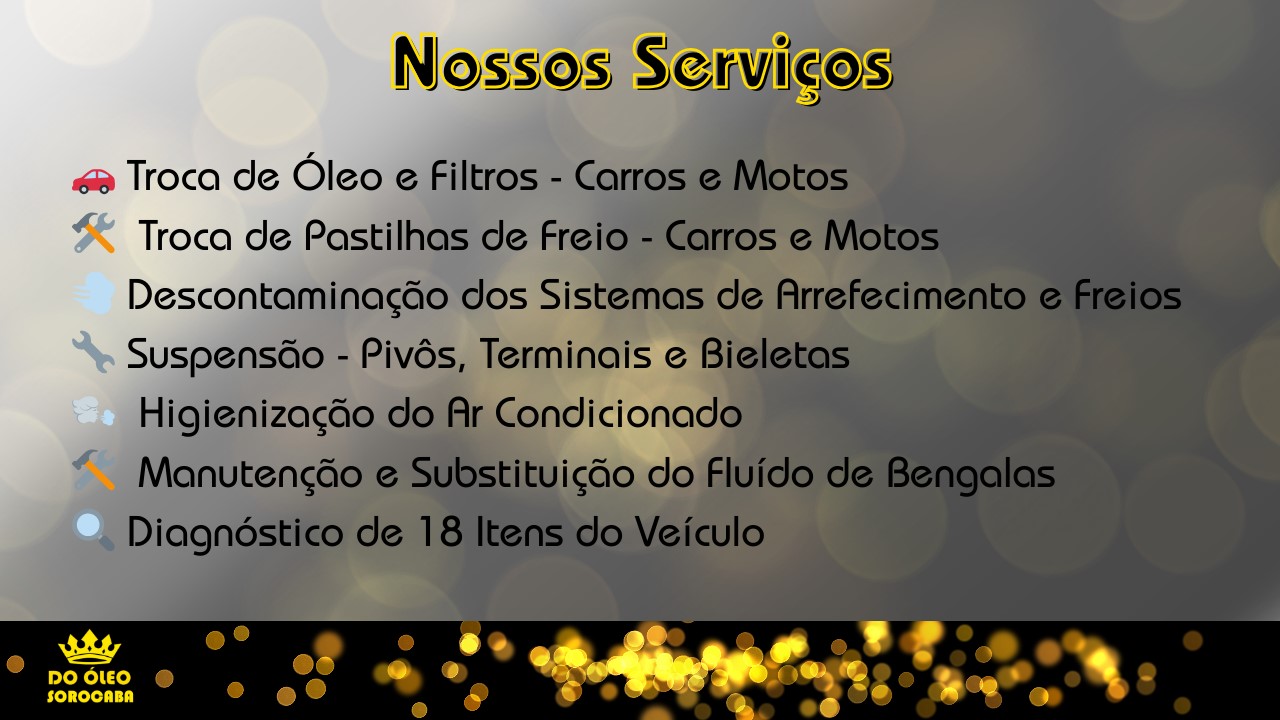 Nossos Serviços
Troca de Óleo e Filtros - Carros e Motos
Troca de Pastilhas de Freio - Carros e Motos
Descontaminação dos Sistemas de Arrefecimento e Freios
Suspensão - Pivôs, Terminais e Bieletas
Higienização do Ar Condicionado
Manutenção e Substituição do Fluído de Bengalas
Diagnóstico de 18 Itens do Veículo
DO ÓLEO
SOROCABA